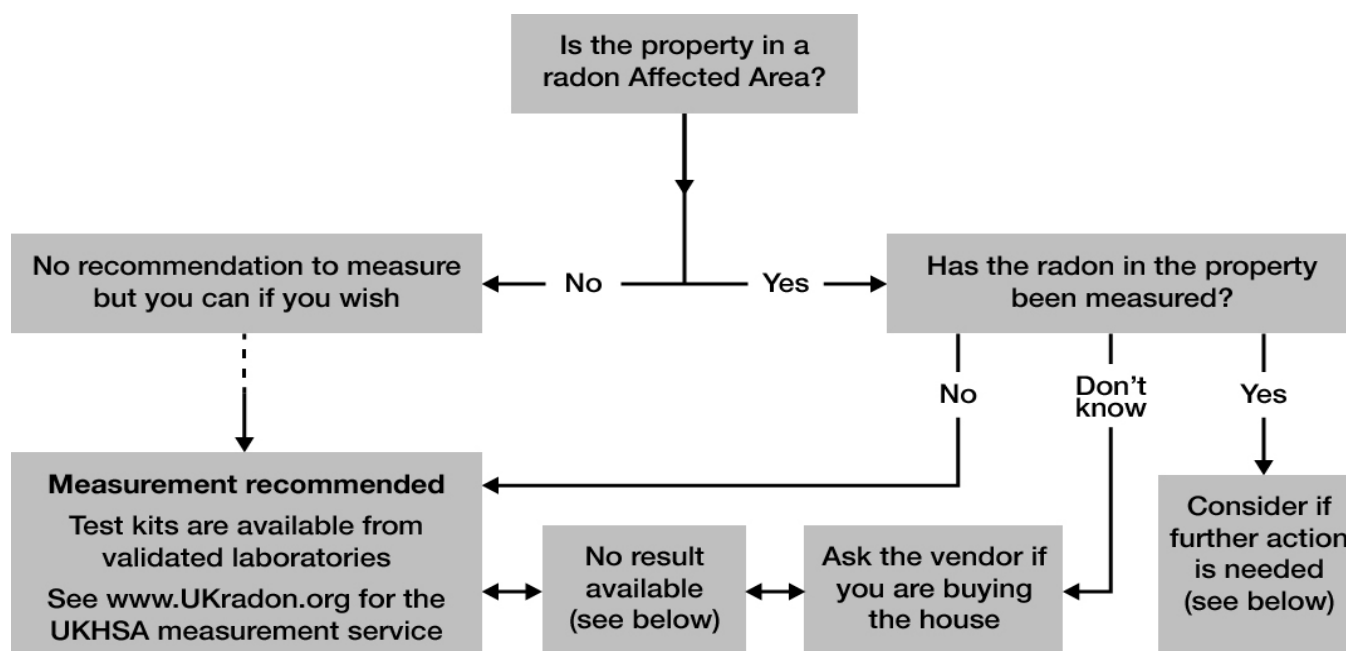 Is the property in a
radon Affected Area?
No recommendation to measure
but you can if you wish
No
Yes
Has the radon in the property
been measured?
No
Don't
know
Yes
Measurement recommended
Test kits are available from
validated laboratories
See www.UKradon.org for the
UKHSA measurement service
No result
available
(see below)
Ask the vendor if
you are buying
the house
Consider if
further action
is needed
(see below)